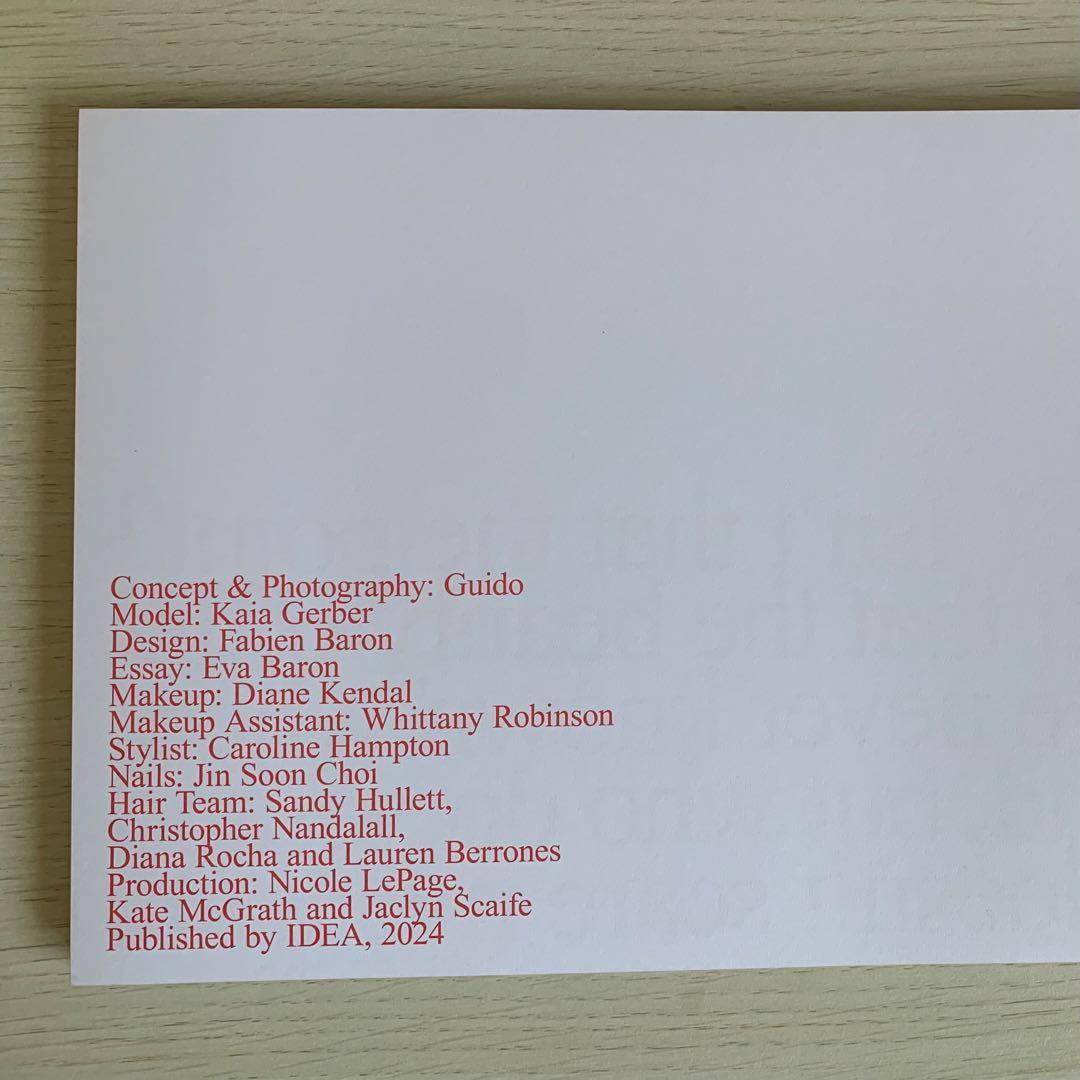 Concept & Photography: Guido
Model: Kaia Gerber
Design: Fabien Baron
Essay: Eva Baron
Makeup: Diane Kendal
Makeup Assistant: Whittany Robinson
Stylist: Caroline Hampton
Nails: Jin Soon Choi
Hair Team: Sandy Hullett,
Christopher Nandalall,
Diana Rocha and Lauren Berrones
Production: Nicole LePage,
Kate McGrath and Jaclyn Scaife
Published by IDEA, 2024